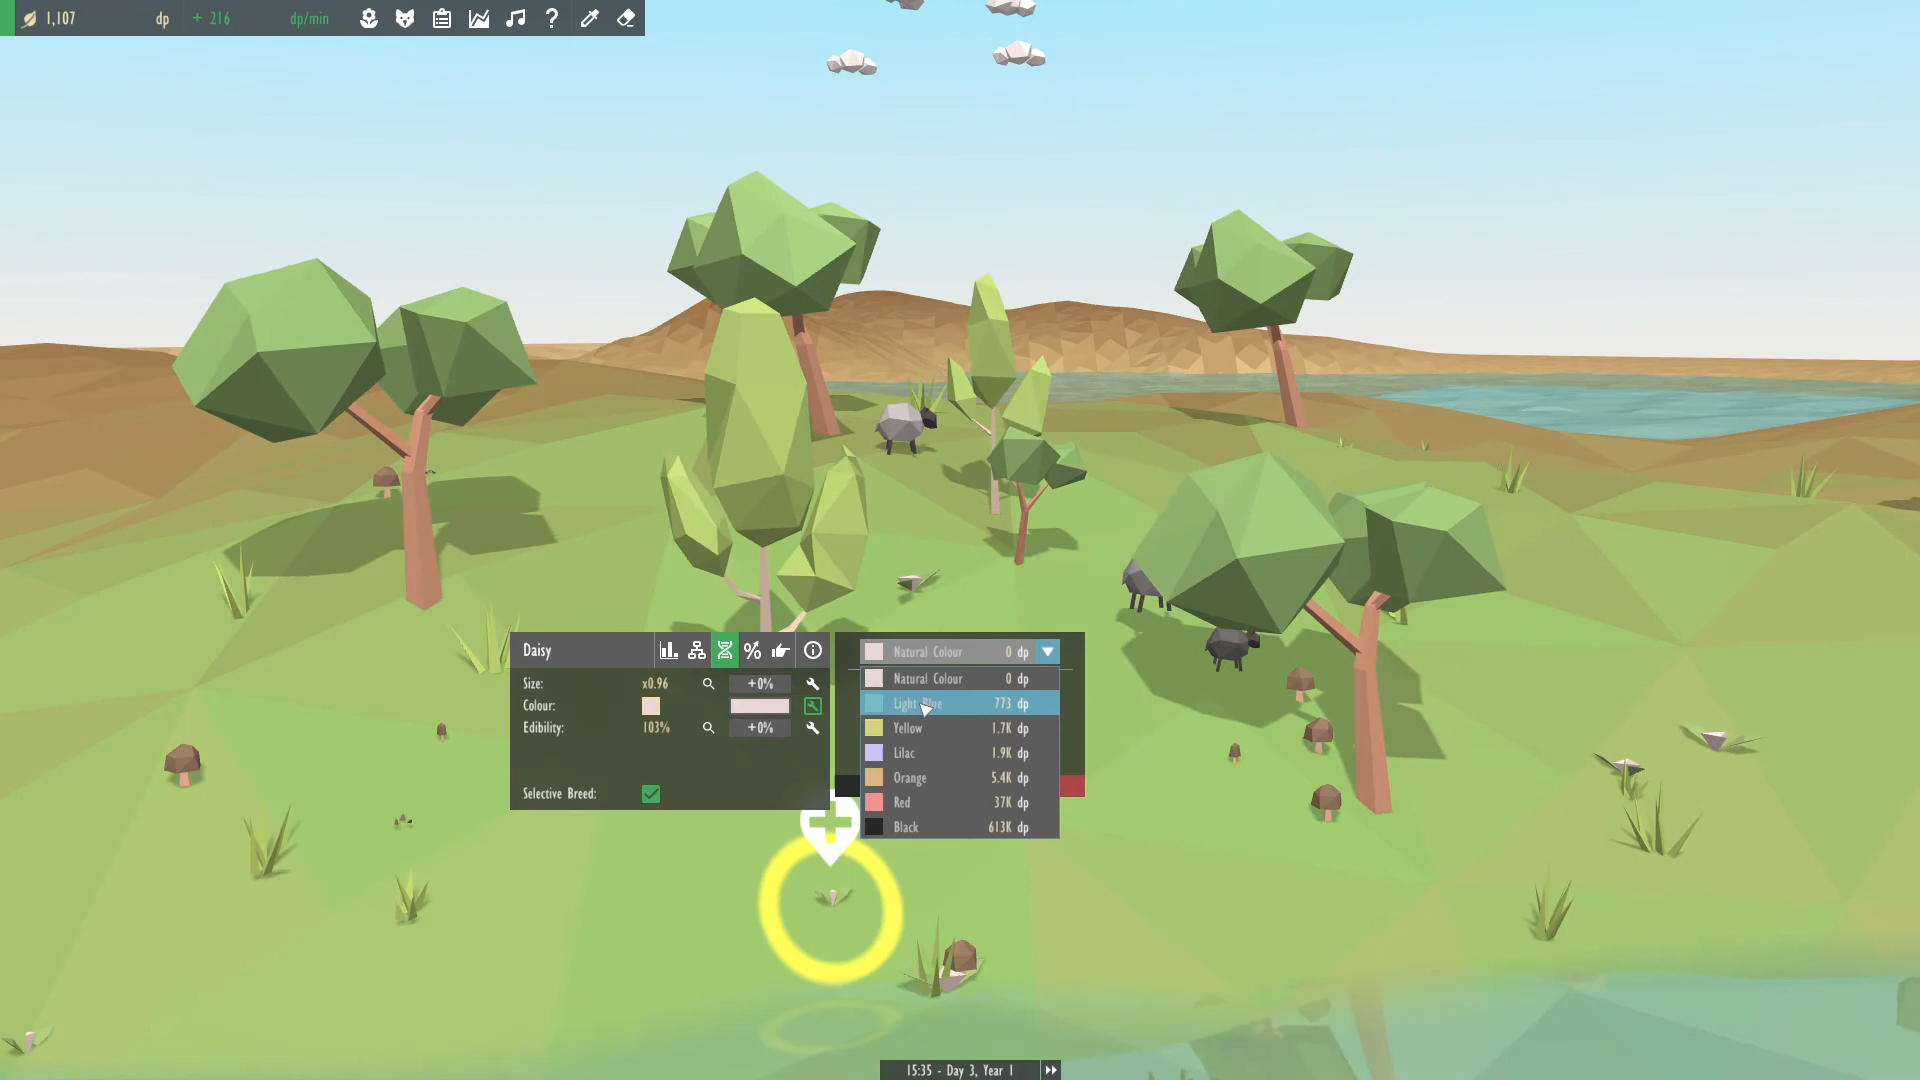 1,107 dp + 216 dp/min ?
Daisy
Size: x0.96 +0%
Colour:
Edibility: 103% +0%
Selective Breed:
Natural Colour 0 dp
Natural Colour 0 dp
Light Blue 773 dp
Yellow 1.7K dp
Lilac 1.9K dp
Orange 5.4K dp
Red 37K dp
Black 613K dp
15:35 - Day 3, Year 1